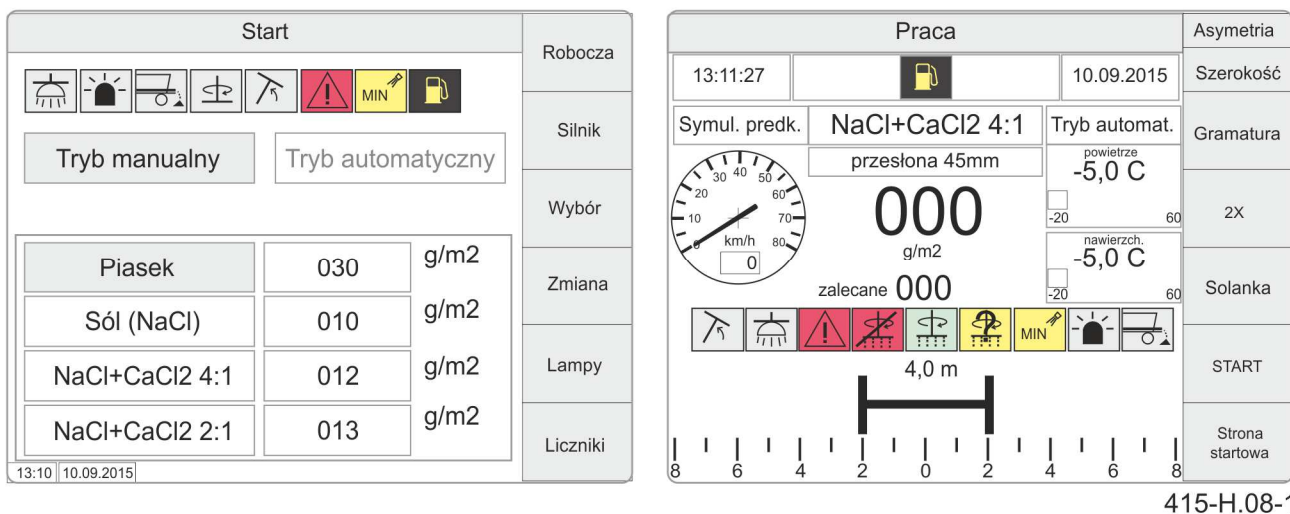 Start
MIN
Tryb manualny
Tryb automatyczny
Piasek 030 g/m2
Sól (NaCl) 010 g/m2
NaCl+CaCl2 4:1 012 g/m2
NaCl+CaCl2 2:1 013 g/m2
13:10 10.09.2015
Robocza
Silnik
Wybór
Zmiana
Lampy
Liczniki
Praca
13:11:27
10.09.2015
Symul. predk.
NaCl+CaCl2 4:1
Tryb automat.
przesłona 45mm
0 10 20 30 40 50 60 70 80
km/h
0
000
g/m2
zalecane 000
powietrze
-5,0 C
-20 60
nawierzch.
-5,0 C
-20 60
?
MIN
4,0 m
8 6 4 2 0 2 4 6 8
Asymetria
Szerokość
Gramatura
2X
Solanka
START
Strona
startowa
415-H.08-1